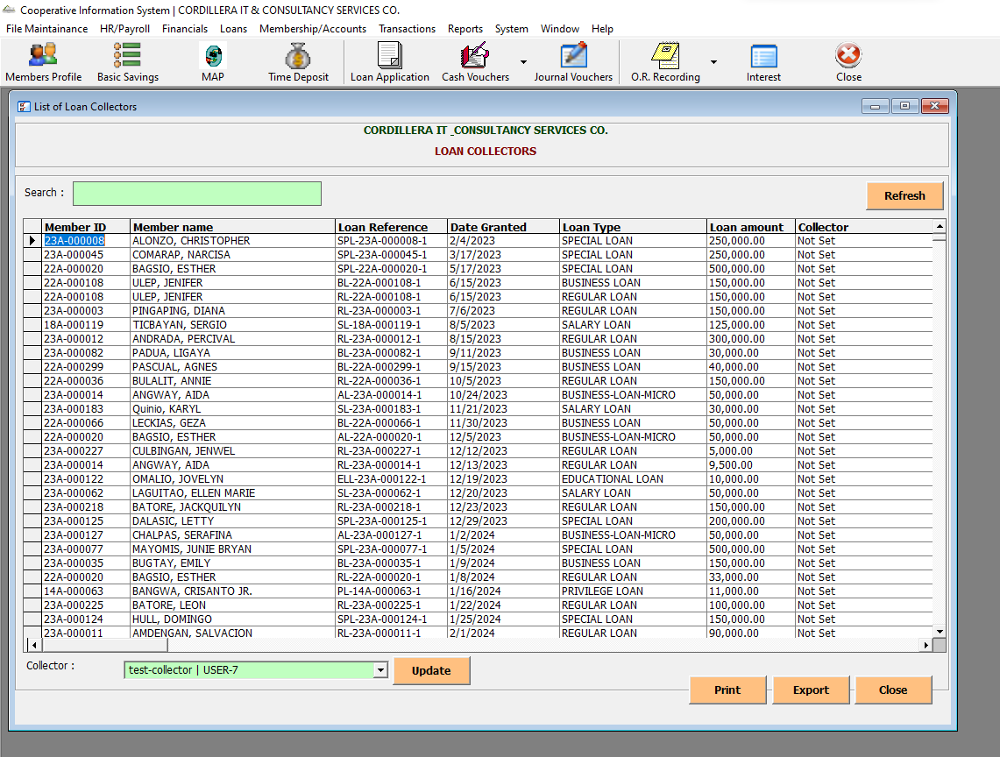 Cooperative Information System | CORDILLERA IT & CONSULTANCY SERVICES CO.
File Maintainance HR/Payroll Financials Loans Membership/Accounts Transactions Reports System Window Help
Members Profile Basic Savings MAP Time Deposit Loan Application Cash Vouchers Journal Vouchers O.R. Recording Interest Close
List of Loan Collectors
CORDILLERA IT _CONSULTANCY SERVICES CO.
LOAN COLLECTORS
Search : Refresh
Member ID Member name Loan Reference Date Granted Loan Type Loan amount Collector
23A-000008 ALONZO, CHRISTOPHER SPL-23A-000008-1 2/4/2023 SPECIAL LOAN 250,000.00 Not Set
23A-000045 COMARAP, NARCISA SPL-23A-000045-1 3/17/2023 SPECIAL LOAN 250,000.00 Not Set
22A-000020 BAGSIO, ESTHER SPL-22A-000020-1 5/17/2023 SPECIAL LOAN 500,000.00 Not Set
22A-000108 ULEP, JENIFER BL-22A-000108-1 6/15/2023 BUSINESS LOAN 150,000.00 Not Set
22A-000108 ULEP, JENIFER RL-22A-000108-1 6/15/2023 REGULAR LOAN 150,000.00 Not Set
23A-000003 PINGAPING, DIANA RL-23A-000003-1 7/6/2023 REGULAR LOAN 150,000.00 Not Set
18A-000119 TICBAYAN, SERGIO SL-18A-000119-1 8/5/2023 SALARY LOAN 125,000.00 Not Set
23A-000012 ANDRADA, PERCIVAL RL-23A-000012-1 8/15/2023 REGULAR LOAN 300,000.00 Not Set
23A-000082 PADUA, LIGAYA BL-23A-000082-1 9/11/2023 BUSINESS LOAN 30,000.00 Not Set
22A-000299 PASCUAL, AGNES BL-22A-000299-1 9/15/2023 BUSINESS LOAN 40,000.00 Not Set
22A-000036 BULALIT, ANNIE RL-22A-000036-1 10/5/2023 REGULAR LOAN 150,000.00 Not Set
23A-000014 ANGWAY, AIDA AL-23A-000014-1 10/24/2023 BUSINESS-LOAN-MICRO 50,000.00 Not Set
23A-000183 Quinio, KARYL SL-23A-000183-1 11/21/2023 SALARY LOAN 30,000.00 Not Set
22A-000066 LECKIAS, GEZA BL-22A-000066-1 11/30/2023 BUSINESS LOAN 50,000.00 Not Set
22A-000020 BAGSIO, ESTHER AL-22A-000020-1 12/5/2023 BUSINESS-LOAN-MICRO 50,000.00 Not Set
23A-000227 CULBINGAN, JENWEL RL-23A-000227-1 12/12/2023 REGULAR LOAN 5,000.00 Not Set
23A-000014 ANGWAY, AIDA RL-23A-000014-1 12/13/2023 REGULAR LOAN 9,500.00 Not Set
23A-000122 OMALIO, JOVELYN ELL-23A-000122-1 12/19/2023 EDUCATIONAL LOAN 10,000.00 Not Set
23A-000062 LAGUITAO, ELLEN MARIE SL-23A-000062-1 12/20/2023 SALARY LOAN 50,000.00 Not Set
23A-000218 BATORE, JACKQUILYN RL-23A-000218-1 12/23/2023 REGULAR LOAN 150,000.00 Not Set
23A-000125 DALASIC, LETTY SPL-23A-000125-1 12/29/2023 SPECIAL LOAN 200,000.00 Not Set
23A-000127 CHALPAS, SERAFINA AL-23A-000127-1 1/2/2024 BUSINESS-LOAN-MICRO 50,000.00 Not Set
23A-000077 MAYOMIS, JUNIE BRYAN SPL-23A-000077-1 1/5/2024 SPECIAL LOAN 500,000.00 Not Set
23A-000035 BUGTAY, EMILY BL-23A-000035-1 1/9/2024 BUSINESS LOAN 150,000.00 Not Set
22A-000020 BAGSIO, ESTHER RL-22A-000020-1 1/8/2024 REGULAR LOAN 33,000.00 Not Set
14A-000063 BANGWA, CRISANTO JR. PL-14A-000063-1 1/16/2024 PRIVILEGE LOAN 11,000.00 Not Set
23A-000225 BATORE, LEON RL-23A-000225-1 1/22/2024 REGULAR LOAN 100,000.00 Not Set
23A-000124 HULL, DOMINGO SPL-23A-000124-1 1/25/2024 SPECIAL LOAN 150,000.00 Not Set
23A-000011 AMDENGAN, SALVACION RL-23A-000011-1 2/1/2024 REGULAR LOAN 90,000.00 Not Set
Collector : test-collector | USER-7 Update
Print Export Close